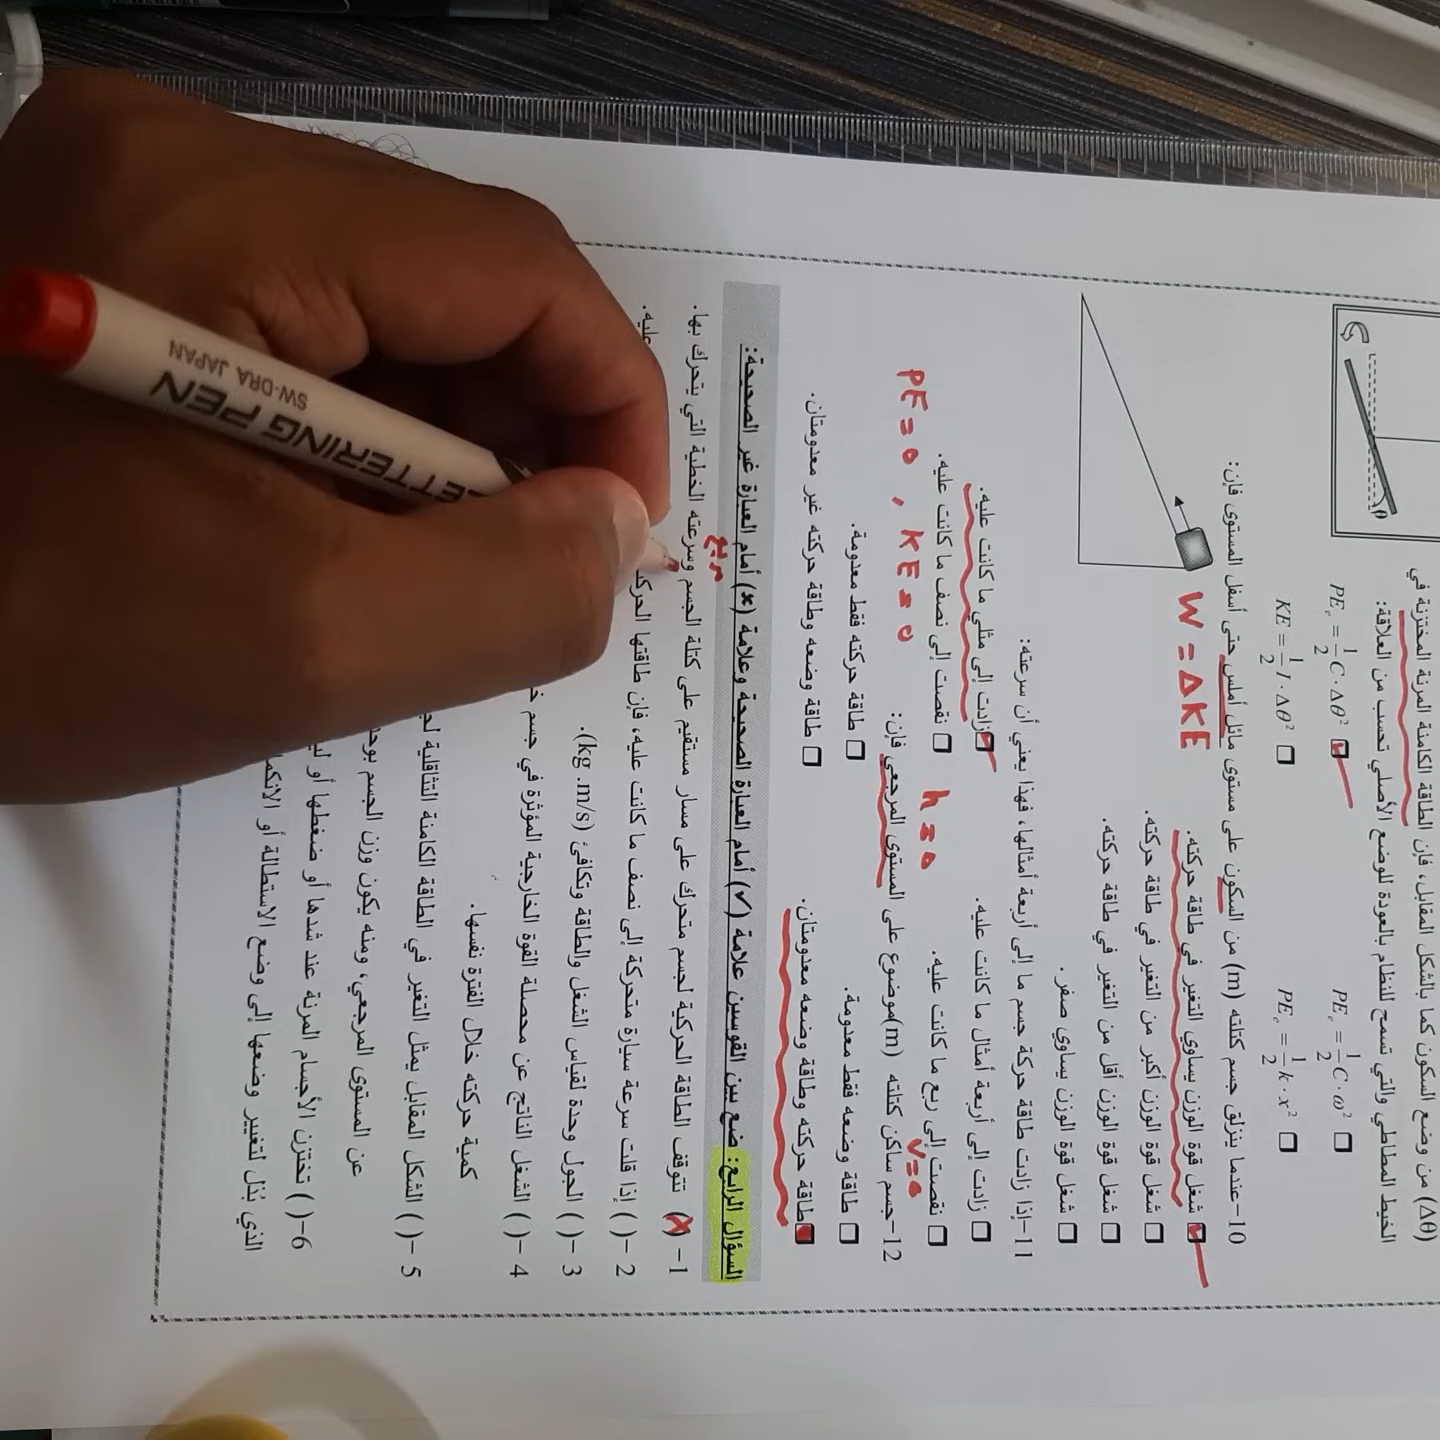 (Δθ) من وضع السكون كما بالشكل المقابل، فإن الطاقة الكامنة المرنة المختزنة في
الخيط المطاطي والتي تسمح للنظام بالعودة للوضع الأصلي تحسب من العلاقة:
θ
PEₑ = 1/2 C · ω²
PEₑ = 1/2 C · Δθ²
PEₑ = 1/2 k · x²
KE = 1/2 I · Δθ²
10-عندما ينزلق جسم كتلته (m) من السكون على مستوى مائل أملس حتى أسفل المستوى فإن:
شغل قوة الوزن يساوي التغير في طاقة حركته.
W = ΔKE
شغل قوة الوزن أكبر من التغير في طاقة حركته.
شغل قوة الوزن أقل من التغير في طاقة حركته.
شغل قوة الوزن يساوي صفر.
11-إذا زادت طاقة حركة جسم ما إلى أربعة أمثالها، فهذا يعني أن سرعته:
زادت إلى أربعة أمثال ما كانت عليه.
زادت إلى مثلي ما كانت عليه.
نقصت إلى ربع ما كانت عليه.
نقصت إلى نصف ما كانت عليه.
V=0 h=0 PE=0 , KE=0
12-جسم ساكن كتلته (m)موضوع على المستوى المرجعي فإن:
طاقة وضعه فقط معدومة.
طاقة حركته فقط معدومة.
طاقة حركته وطاقة وضعه معدومتان.
طاقة وضعه وطاقة حركته غير معدومتان.
السؤال الرابع: ضع بين القوسين علامة (✓) أمام العبارة الصحيحة وعلامة (✗) أمام العبارة غير الصحيحة:
مربع
1- (X) تتوقف الطاقة الحركية لجسم متحرك على مسار مستقيم على كتلة الجسم وسرعته الخطية التي يتحرك بها.
2 -( ) إذا قلت سرعة سيارة متحركة إلى نصف ما كانت عليه، فإن طاقتها عليه.
3 -( ) الجول وحدة لقياس الشغل والطاقة وتكافئ (kg .m/s).
4 -( ) الشغل الناتج عن محصلة القوة الخارجية المؤثرة في جسم
كمية حركته خلال الفترة نفسها.
5 -( ) الشكل المقابل يمثل التغير في الطاقة الكامنة التثاقلية
عن المستوى المرجعي، ومنه يكون وزن الجسم
6-( ) تختزن الأجسام المرنة عند شدها أو ضغطها أو
الذي بُذل لتغيير وضعها إلى وضع الاستطالة أو
LETTERING PEN
SW-DRA JAPAN